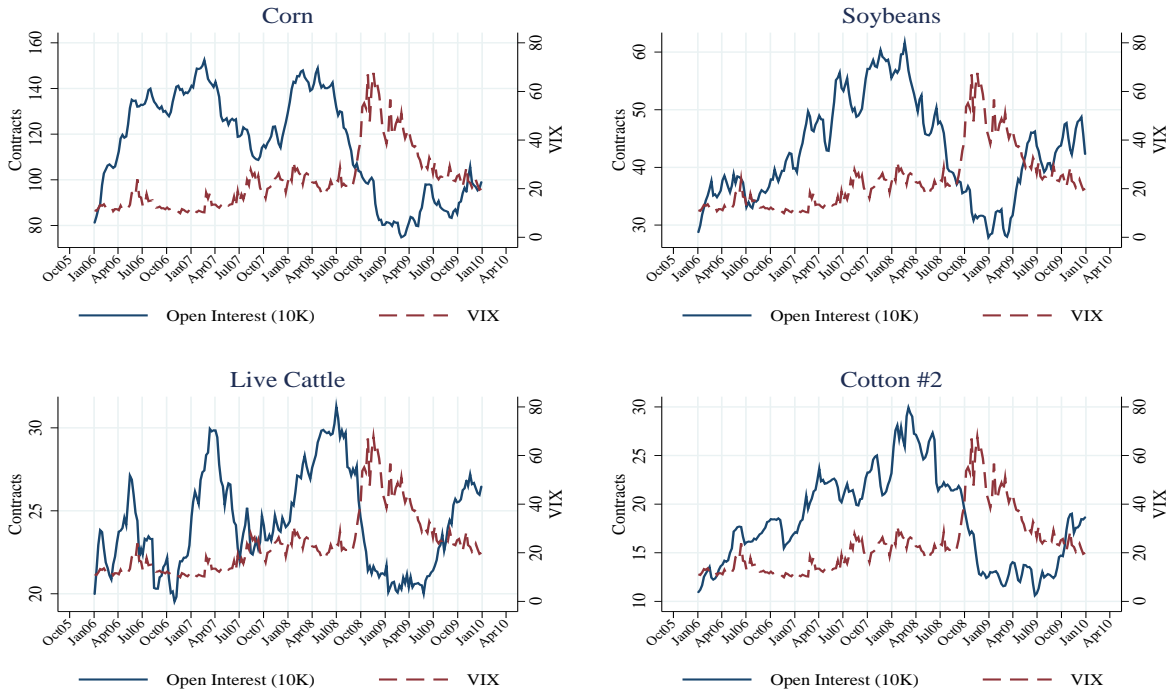 Corn
160
140
120
100
80
Contracts
80
60
40
20
0
VIX
Oct05 Jan06 Apr06 Jul06 Oct06 Jan07 Apr07 Jul07 Oct07 Jan08 Apr08 Jul08 Oct08 Jan09 Apr09 Jul09 Oct09 Jan10 Apr10
Open Interest (10K) VIX
Soybeans
60
50
40
30
Contracts
80
60
40
20
0
VIX
Oct05 Jan06 Apr06 Jul06 Oct06 Jan07 Apr07 Jul07 Oct07 Jan08 Apr08 Jul08 Oct08 Jan09 Apr09 Jul09 Oct09 Jan10 Apr10
Open Interest (10K) VIX
Live Cattle
30
25
20
Contracts
80
60
40
20
0
VIX
Oct05 Jan06 Apr06 Jul06 Oct06 Jan07 Apr07 Jul07 Oct07 Jan08 Apr08 Jul08 Oct08 Jan09 Apr09 Jul09 Oct09 Jan10 Apr10
Open Interest (10K) VIX
Cotton #2
30
25
20
15
10
Contracts
80
60
40
20
0
VIX
Oct05 Jan06 Apr06 Jul06 Oct06 Jan07 Apr07 Jul07 Oct07 Jan08 Apr08 Jul08 Oct08 Jan09 Apr09 Jul09 Oct09 Jan10 Apr10
Open Interest (10K) VIX